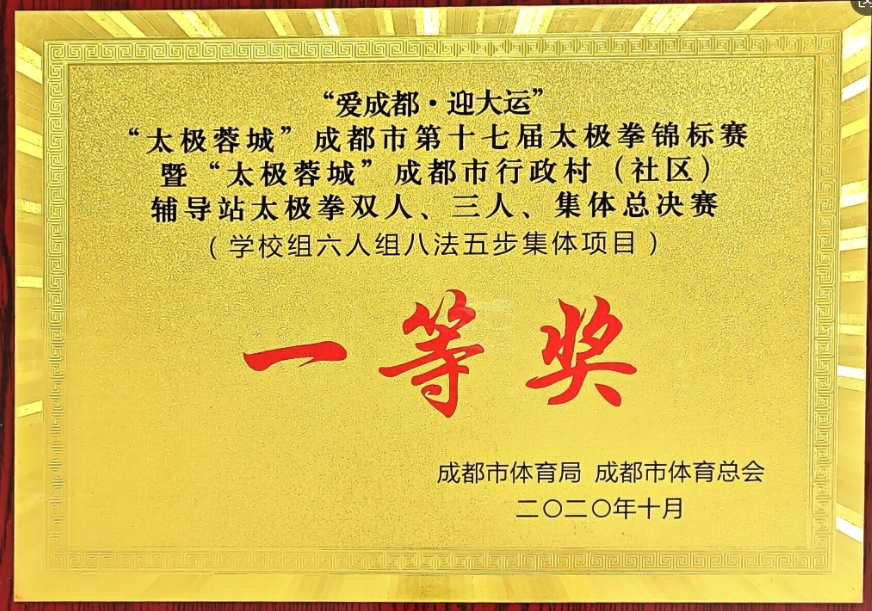 “爱成都·迎大运”
“太极蓉城”成都市第十七届太极拳锦标赛
暨“太极蓉城”成都市行政村（社区）
辅导站太极拳双人、三人、集体总决赛
（学校组六人组八法五步集体项目）
一等奖
成都市体育局 成都市体育总会
二〇二〇年十月